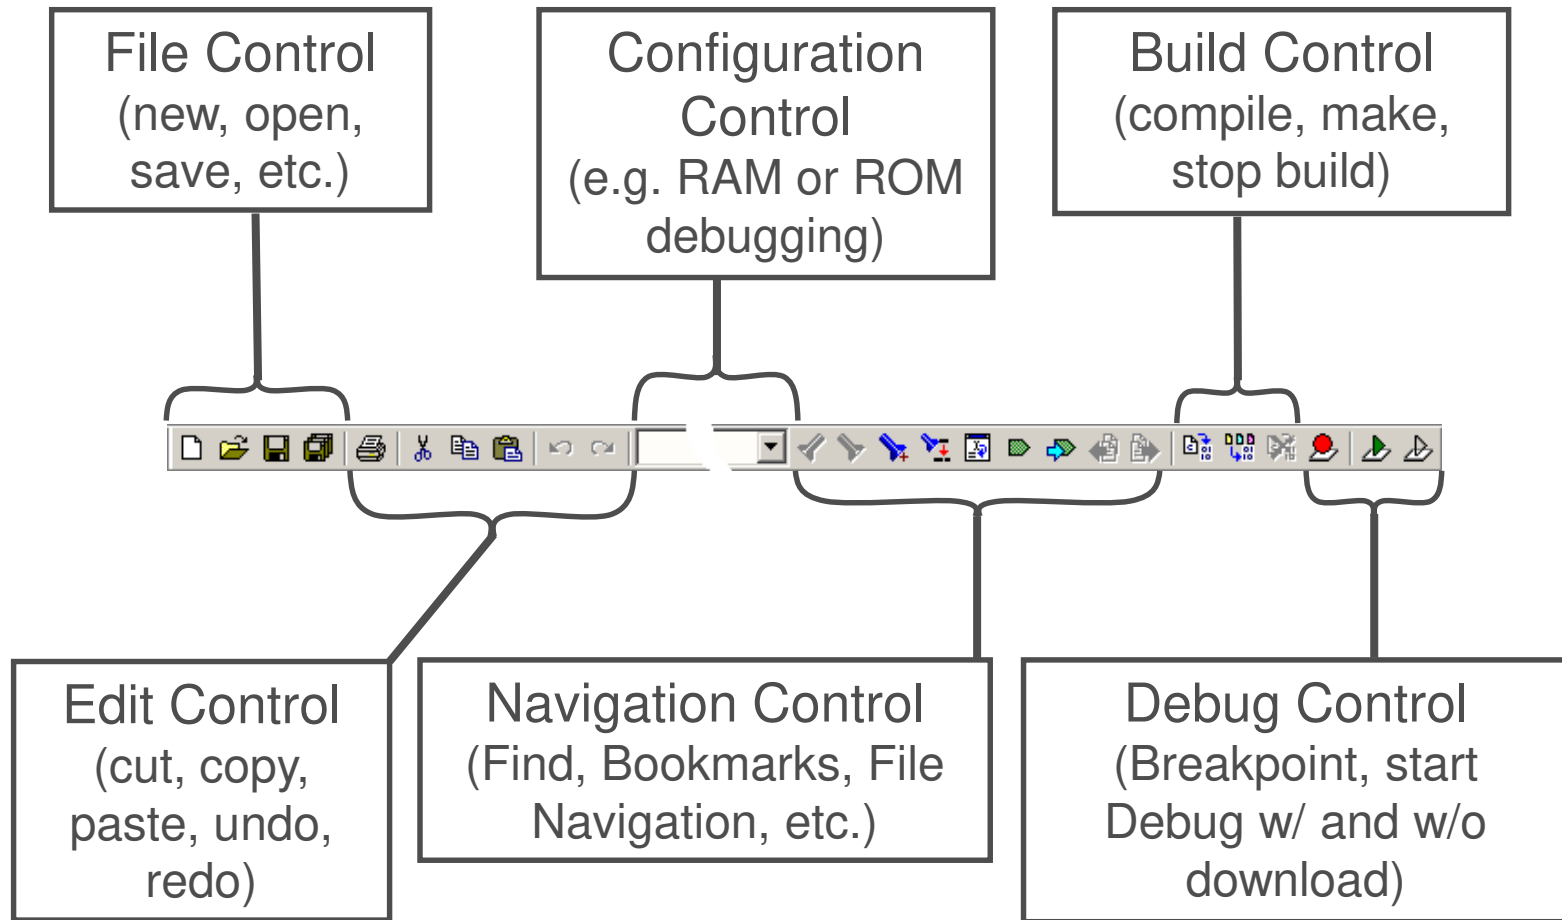 File Control
(new, open,
save, etc.)
Configuration
Control
(e.g. RAM or ROM
debugging)
Build Control
(compile, make,
stop build)
Edit Control
(cut, copy,
paste, undo,
redo)
Navigation Control
(Find, Bookmarks, File
Navigation, etc.)
Debug Control
(Breakpoint, start
Debug w/ and w/o
download)